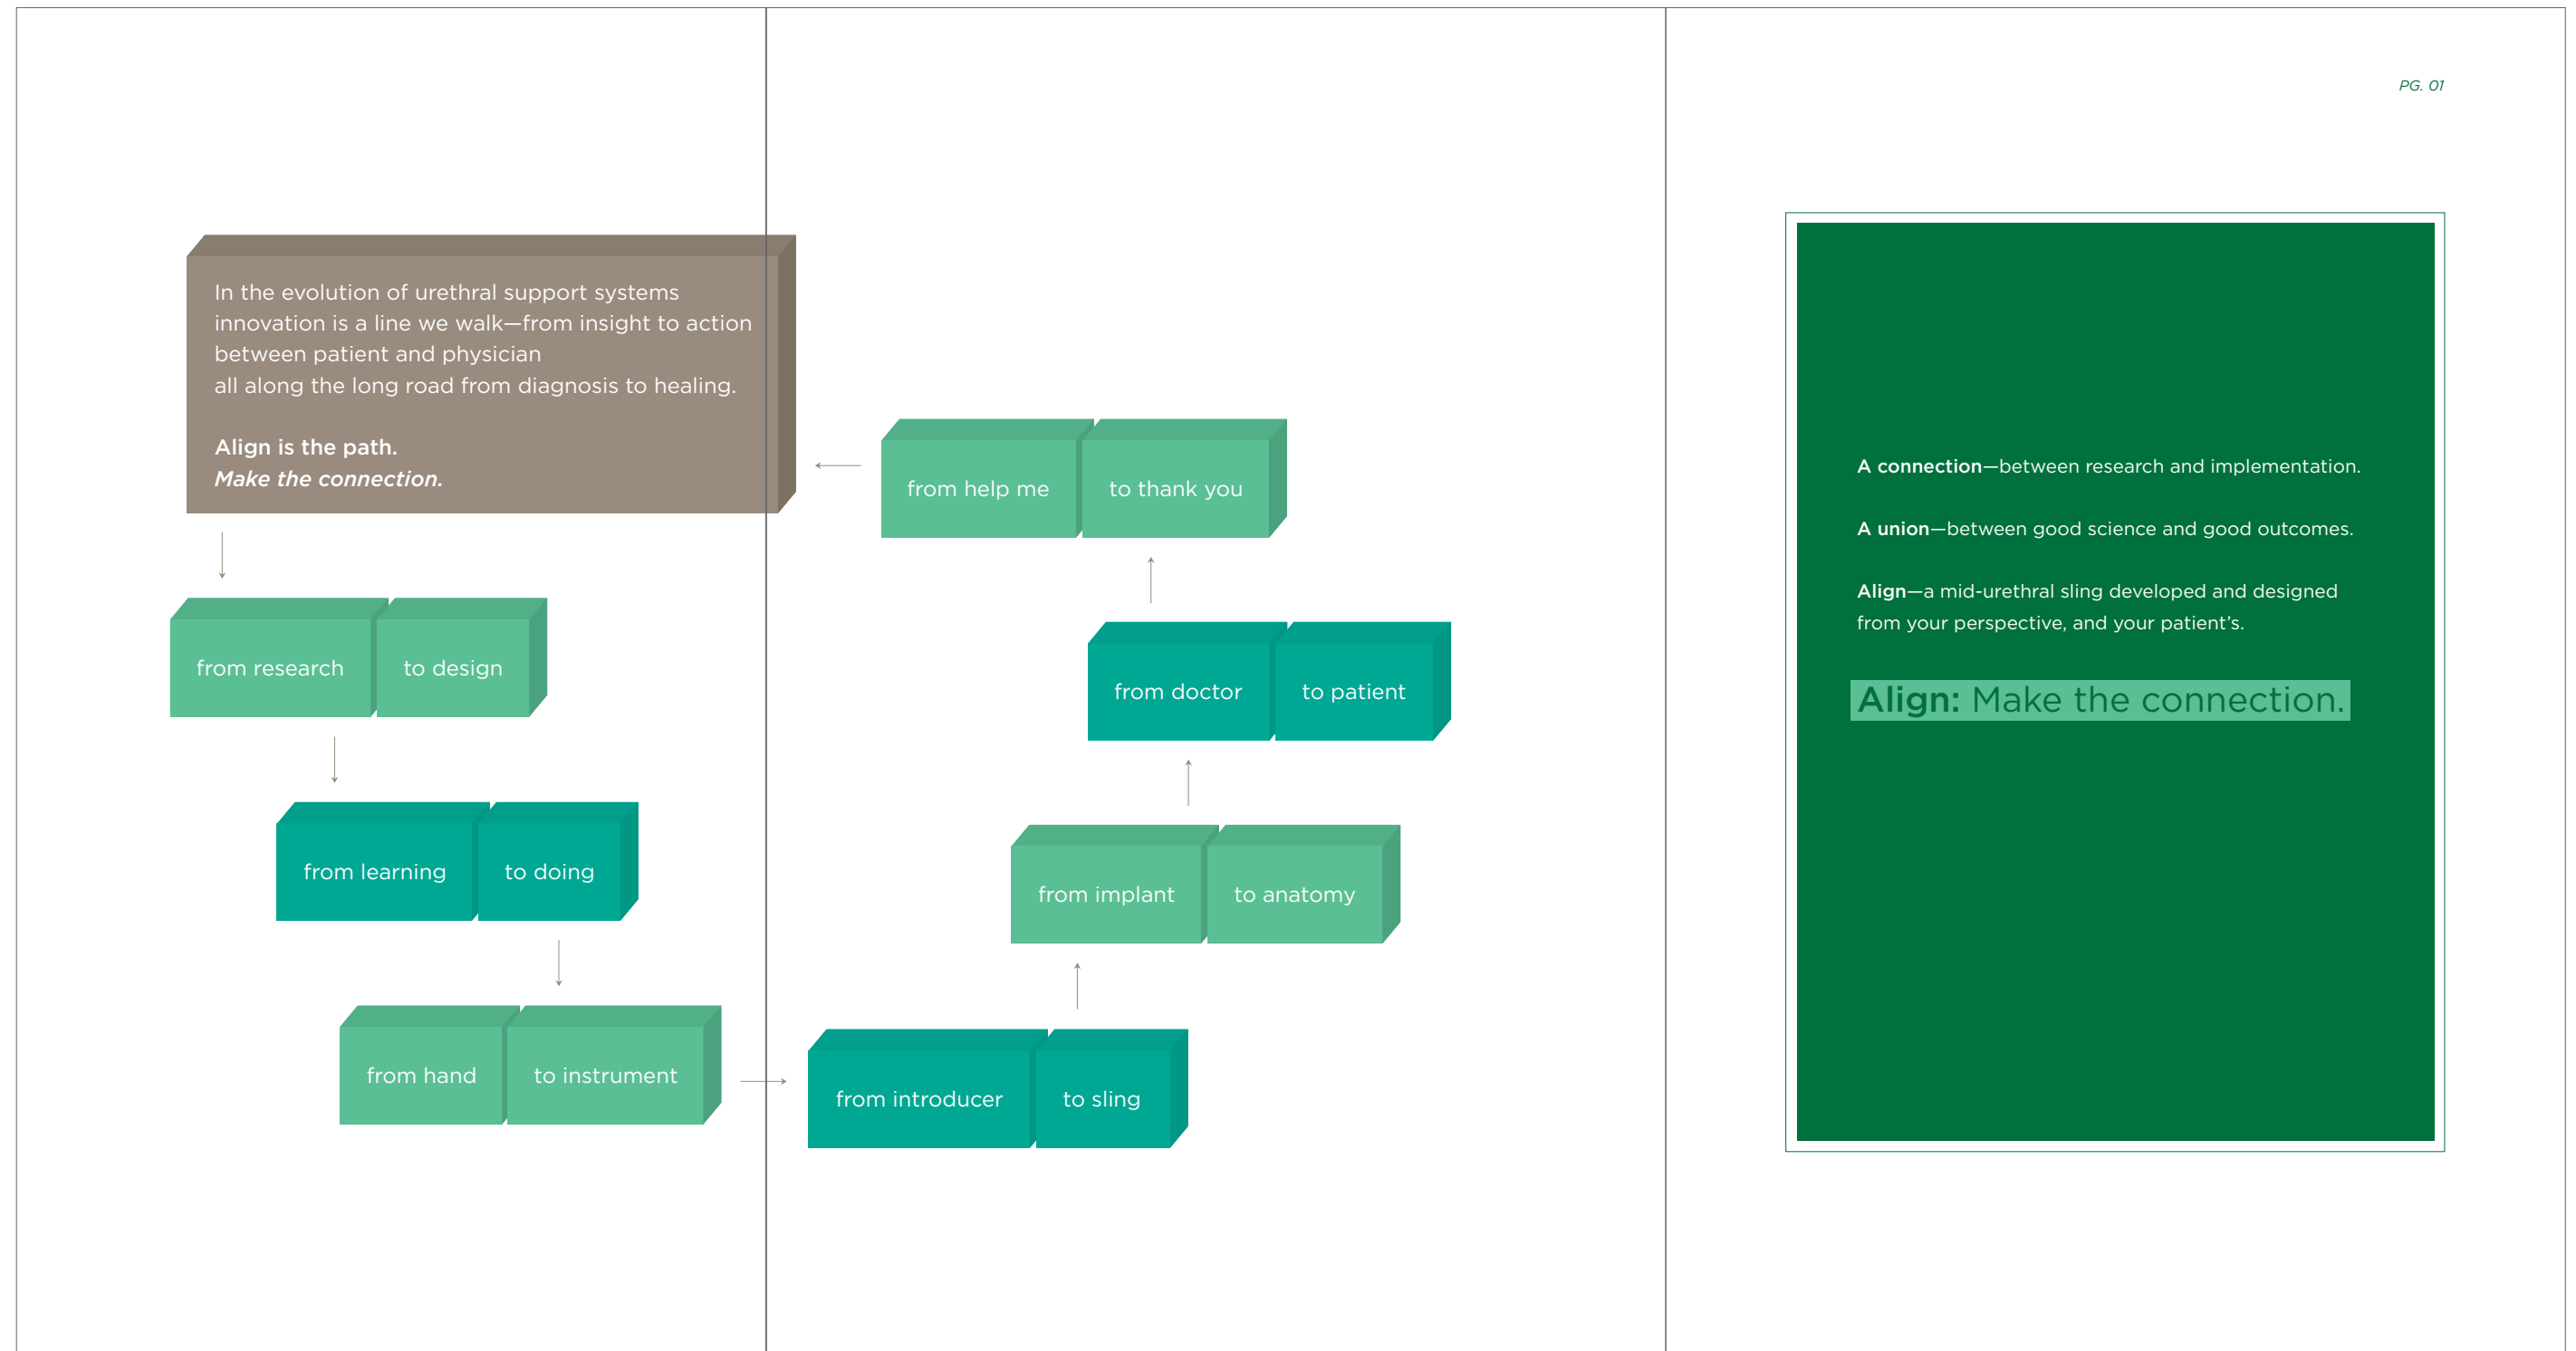 PG. 01
In the evolution of urethral support systems
innovation is a line we walk—from insight to action
between patient and physician
all along the long road from diagnosis to healing.
Align is the path.
Make the connection.
from research
to design
from learning
to doing
from hand
to instrument
from introducer
to sling
from implant
to anatomy
from doctor
to patient
from help me
to thank you
A connection—between research and implementation.
A union—between good science and good outcomes.
Align—a mid-urethral sling developed and designed
from your perspective, and your patient’s.
Align: Make the connection.